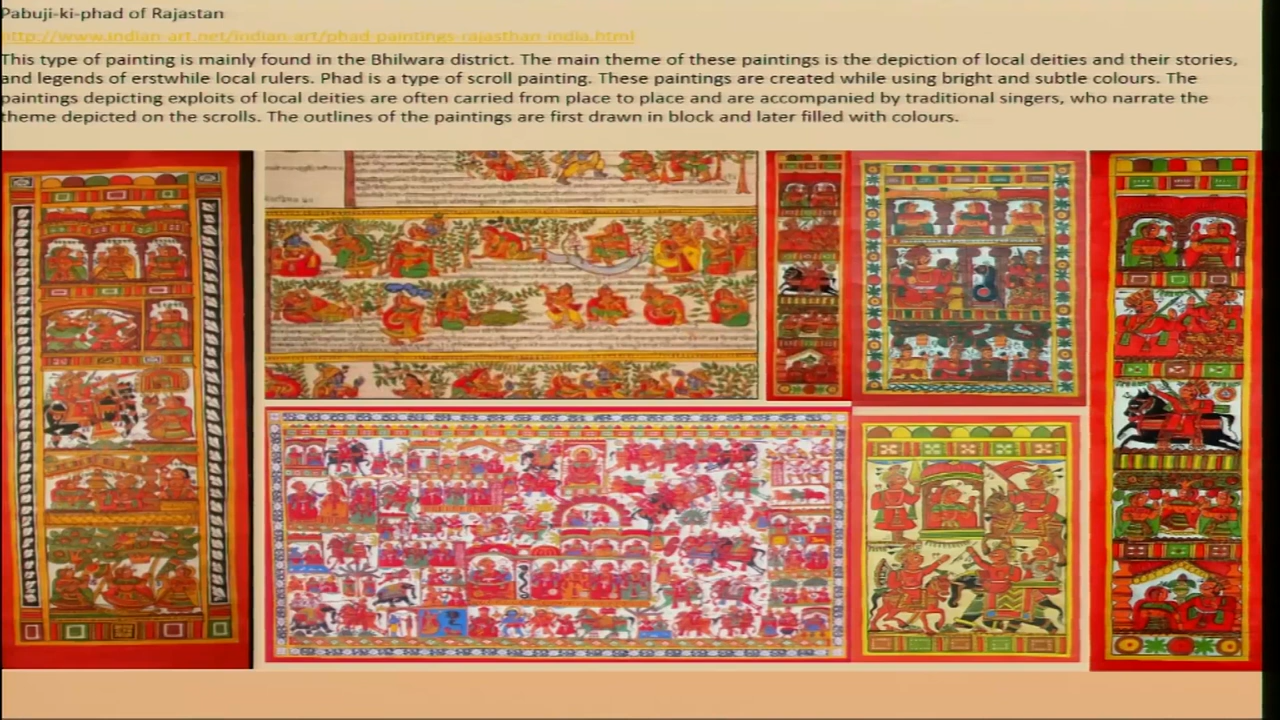 Pabuji-ki-phad of Rajastan
http://www.indian-art.net/indian-art/phad-paintings-rajasthan-india.html
This type of painting is mainly found in the Bhilwara district. The main theme of these paintings is the depiction of local deities and their stories,
and legends of erstwhile local rulers. Phad is a type of scroll painting. These paintings are created while using bright and subtle colours. The
paintings depicting exploits of local deities are often carried from place to place and are accompanied by traditional singers, who narrate the
theme depicted on the scrolls. The outlines of the paintings are first drawn in block and later filled with colours.